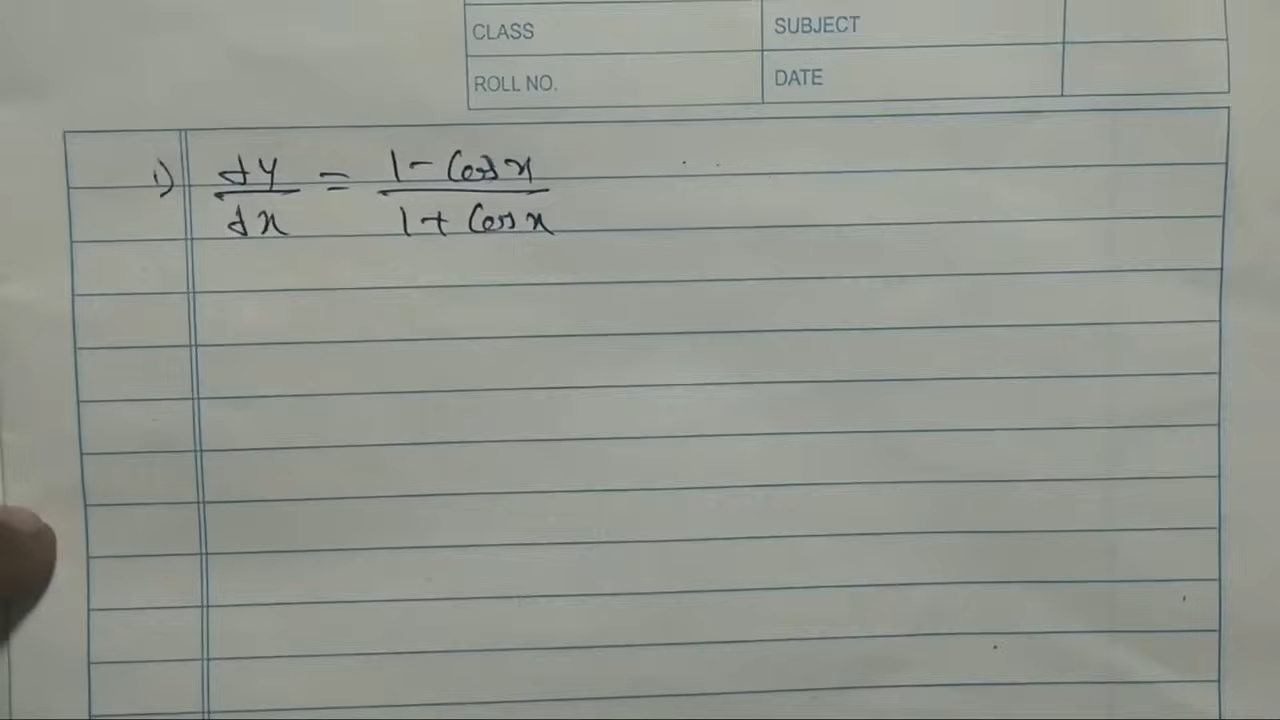 CLASS SUBJECT
ROLL NO. DATE
1) dy/dx = 1 - Cos x / 1 + Cos x